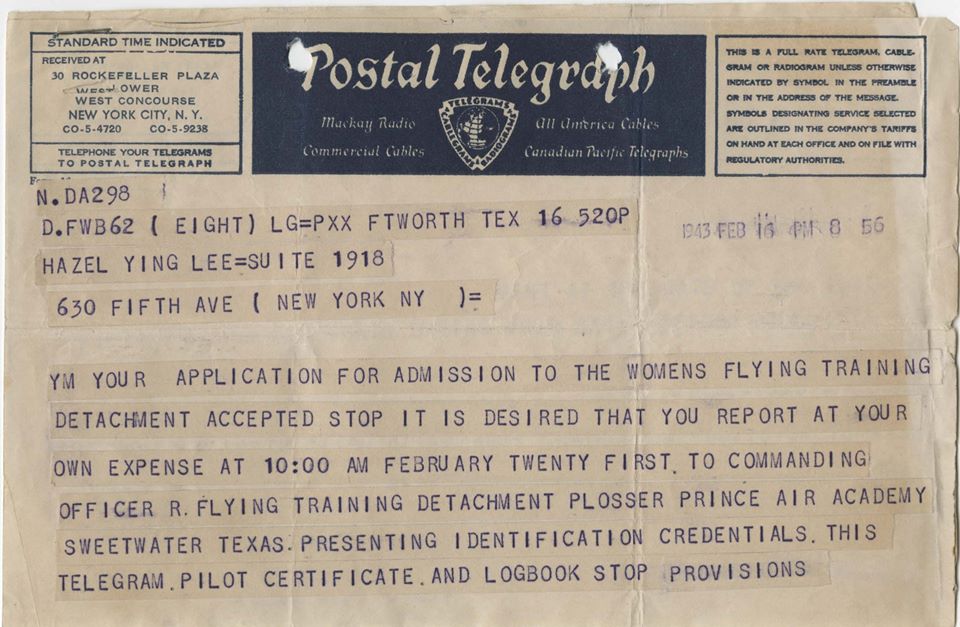 STANDARD TIME INDICATED
RECEIVED AT
30 ROCKEFELLER PLAZA
WEST OWER
WEST CONCOURSE
NEW YORK CITY, N. Y.
CO-5-4720 CO-5-9238
TELEPHONE YOUR TELEGRAMS
TO POSTAL TELEGRAPH
Postal Telegraph
Mackay Radio
All America Cables
Commercial Cables
Canadian Pacific Telegraphs
TELEGRAMS
CABLEGRAMS
RADIOGRAMS
THIS IS A FULL RATE TELEGRAM, CABLE-
GRAM OR RADIOGRAM UNLESS OTHERWISE
INDICATED BY SYMBOL IN THE PREAMBLE
OR IN THE ADDRESS OF THE MESSAGE.
SYMBOLS DESIGNATING SERVICE SELECTED
ARE OUTLINED IN THE COMPANY'S TARIFFS
ON HAND AT EACH OFFICE AND ON FILE WITH
REGULATORY AUTHORITIES.
N.DA298
D.FWB62 ( EIGHT) LG=PXX FTWORTH TEX 16 520P
1943 FEB 16 PM 8 56
HAZEL YING LEE=SUITE 1918
630 FIFTH AVE ( NEW YORK NY )=
YM YOUR APPLICATION FOR ADMISSION TO THE WOMENS FLYING TRAINING
DETACHMENT ACCEPTED STOP IT IS DESIRED THAT YOU REPORT AT YOUR
OWN EXPENSE AT 10:00 AM FEBRUARY TWENTY FIRST. TO COMMANDING
OFFICER R. FLYING TRAINING DETACHMENT PLOSSER PRINCE AIR ACADEMY
SWEETWATER TEXAS. PRESENTING IDENTIFICATION CREDENTIALS. THIS
TELEGRAM. PILOT CERTIFICATE. AND LOGBOOK STOP PROVISIONS